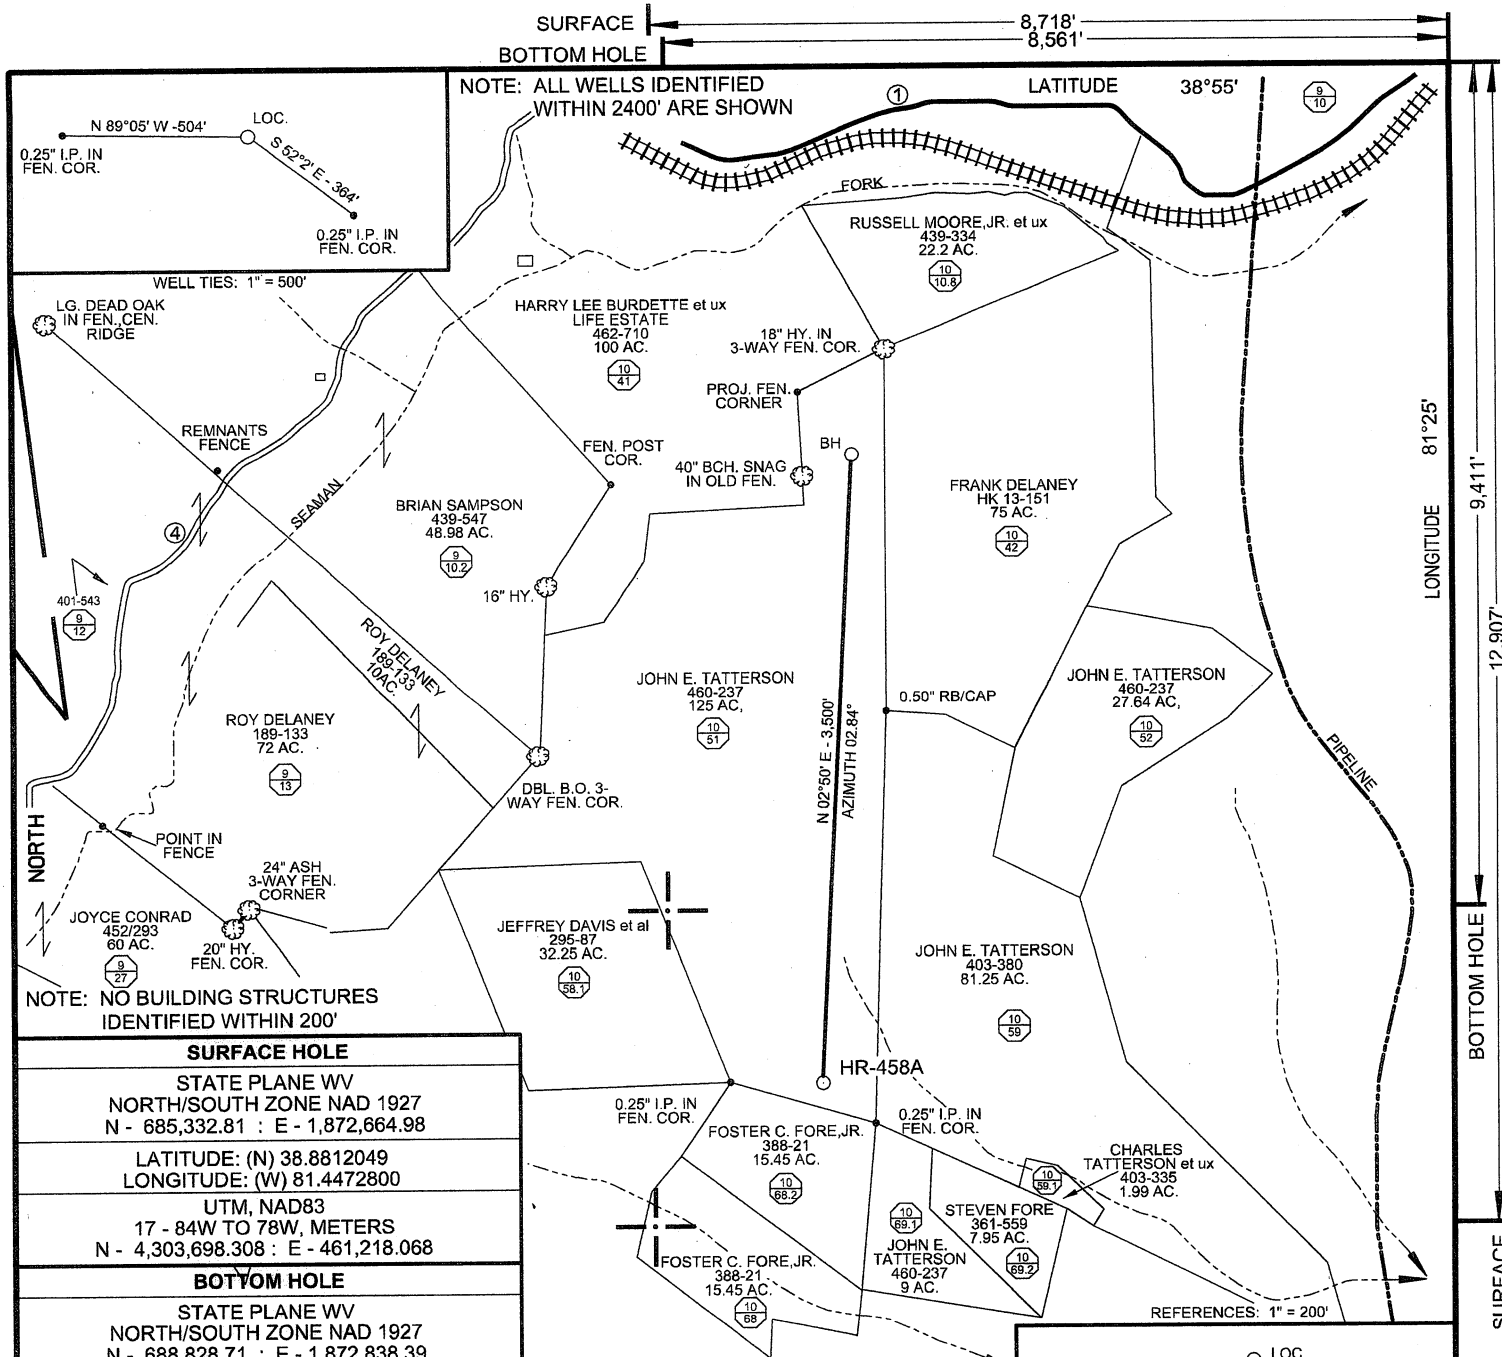 SURFACE
8,718'
BOTTOM HOLE
8,561'
NOTE: ALL WELLS IDENTIFIED
WITHIN 2400' ARE SHOWN
1
LATITUDE 38°55'
9
10
N 89°05' W -504'
LOC.
S 52°2' E - 364'
0.25" I.P. IN
FEN. COR.
0.25" I.P. IN
FEN. COR.
WELL TIES: 1" = 500'
FORK
RUSSELL MOORE,JR. et ux
439-334
22.2 AC.
10
10.8
LG. DEAD OAK
IN FEN.,CEN.
RIDGE
HARRY LEE BURDETTE et ux
LIFE ESTATE
462-710
100 AC.
10
41
18" HY. IN
3-WAY FEN. COR.
PROJ. FEN.
CORNER
REMNANTS
FENCE
FEN. POST
COR.
BH
40" BCH. SNAG
IN OLD FEN.
LONGITUDE 81°25'
9,411'
12,907'
SEAMAN
4
BRIAN SAMPSON
439-547
48.98 AC.
9
10.2
FRANK DELANEY
HK 13-151
75 AC.
10
42
401-543
9
12
16" HY.
ROY DELANEY
189-133
10AC.
JOHN E. TATTERSON
460-237
125 AC,
10
51
0.50" RB/CAP
JOHN E. TATTERSON
460-237
27.64 AC,
10
52
N 02°50' E - 3,500'
AZIMUTH 02.84°
PIPELINE
ROY DELANEY
189-133
72 AC.
9
13
DBL. B.O. 3-
WAY FEN. COR.
NORTH
POINT IN
FENCE
24" ASH
3-WAY FEN.
CORNER
JOYCE CONRAD
452/293
60 AC.
9
27
20" HY.
FEN. COR.
JEFFREY DAVIS et al
295-87
32.25 AC.
10
58.1
JOHN E. TATTERSON
403-380
81.25 AC.
10
59
BOTTOM HOLE
NOTE: NO BUILDING STRUCTURES
IDENTIFIED WITHIN 200'
SURFACE HOLE
STATE PLANE WV
NORTH/SOUTH ZONE NAD 1927
N - 685,332.81 : E - 1,872,664.98
LATITUDE: (N) 38.8812049
LONGITUDE: (W) 81.4472800
UTM, NAD83
17 - 84W TO 78W, METERS
N - 4,303,698.308 : E - 461,218.068
BOTTOM HOLE
STATE PLANE WV
NORTH/SOUTH ZONE NAD 1927
N - 688,828.71 : E - 1,872,838.39
HR-458A
0.25" I.P. IN
FEN. COR.
0.25" I.P. IN
FEN. COR.
FOSTER C. FORE,JR.
388-21
15.45 AC.
10
68.2
CHARLES
TATTERSON et ux
403-335
1.99 AC.
10
59.1
10
69.1
STEVEN FORE
361-559
7.95 AC.
10
69.2
JOHN E.
TATTERSON
460-237
9 AC.
FOSTER C. FORE,JR.
388-21
15.45 AC.
10
68
REFERENCES: 1" = 200'
SURFACE
LOC